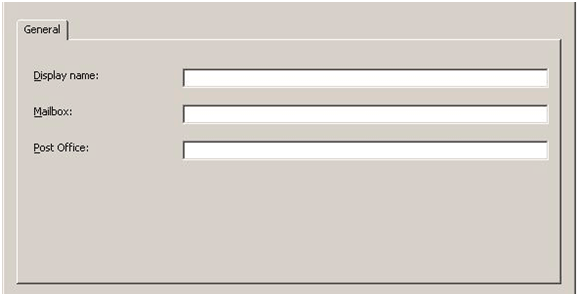 General
Display name:
Mailbox:
Post Office: